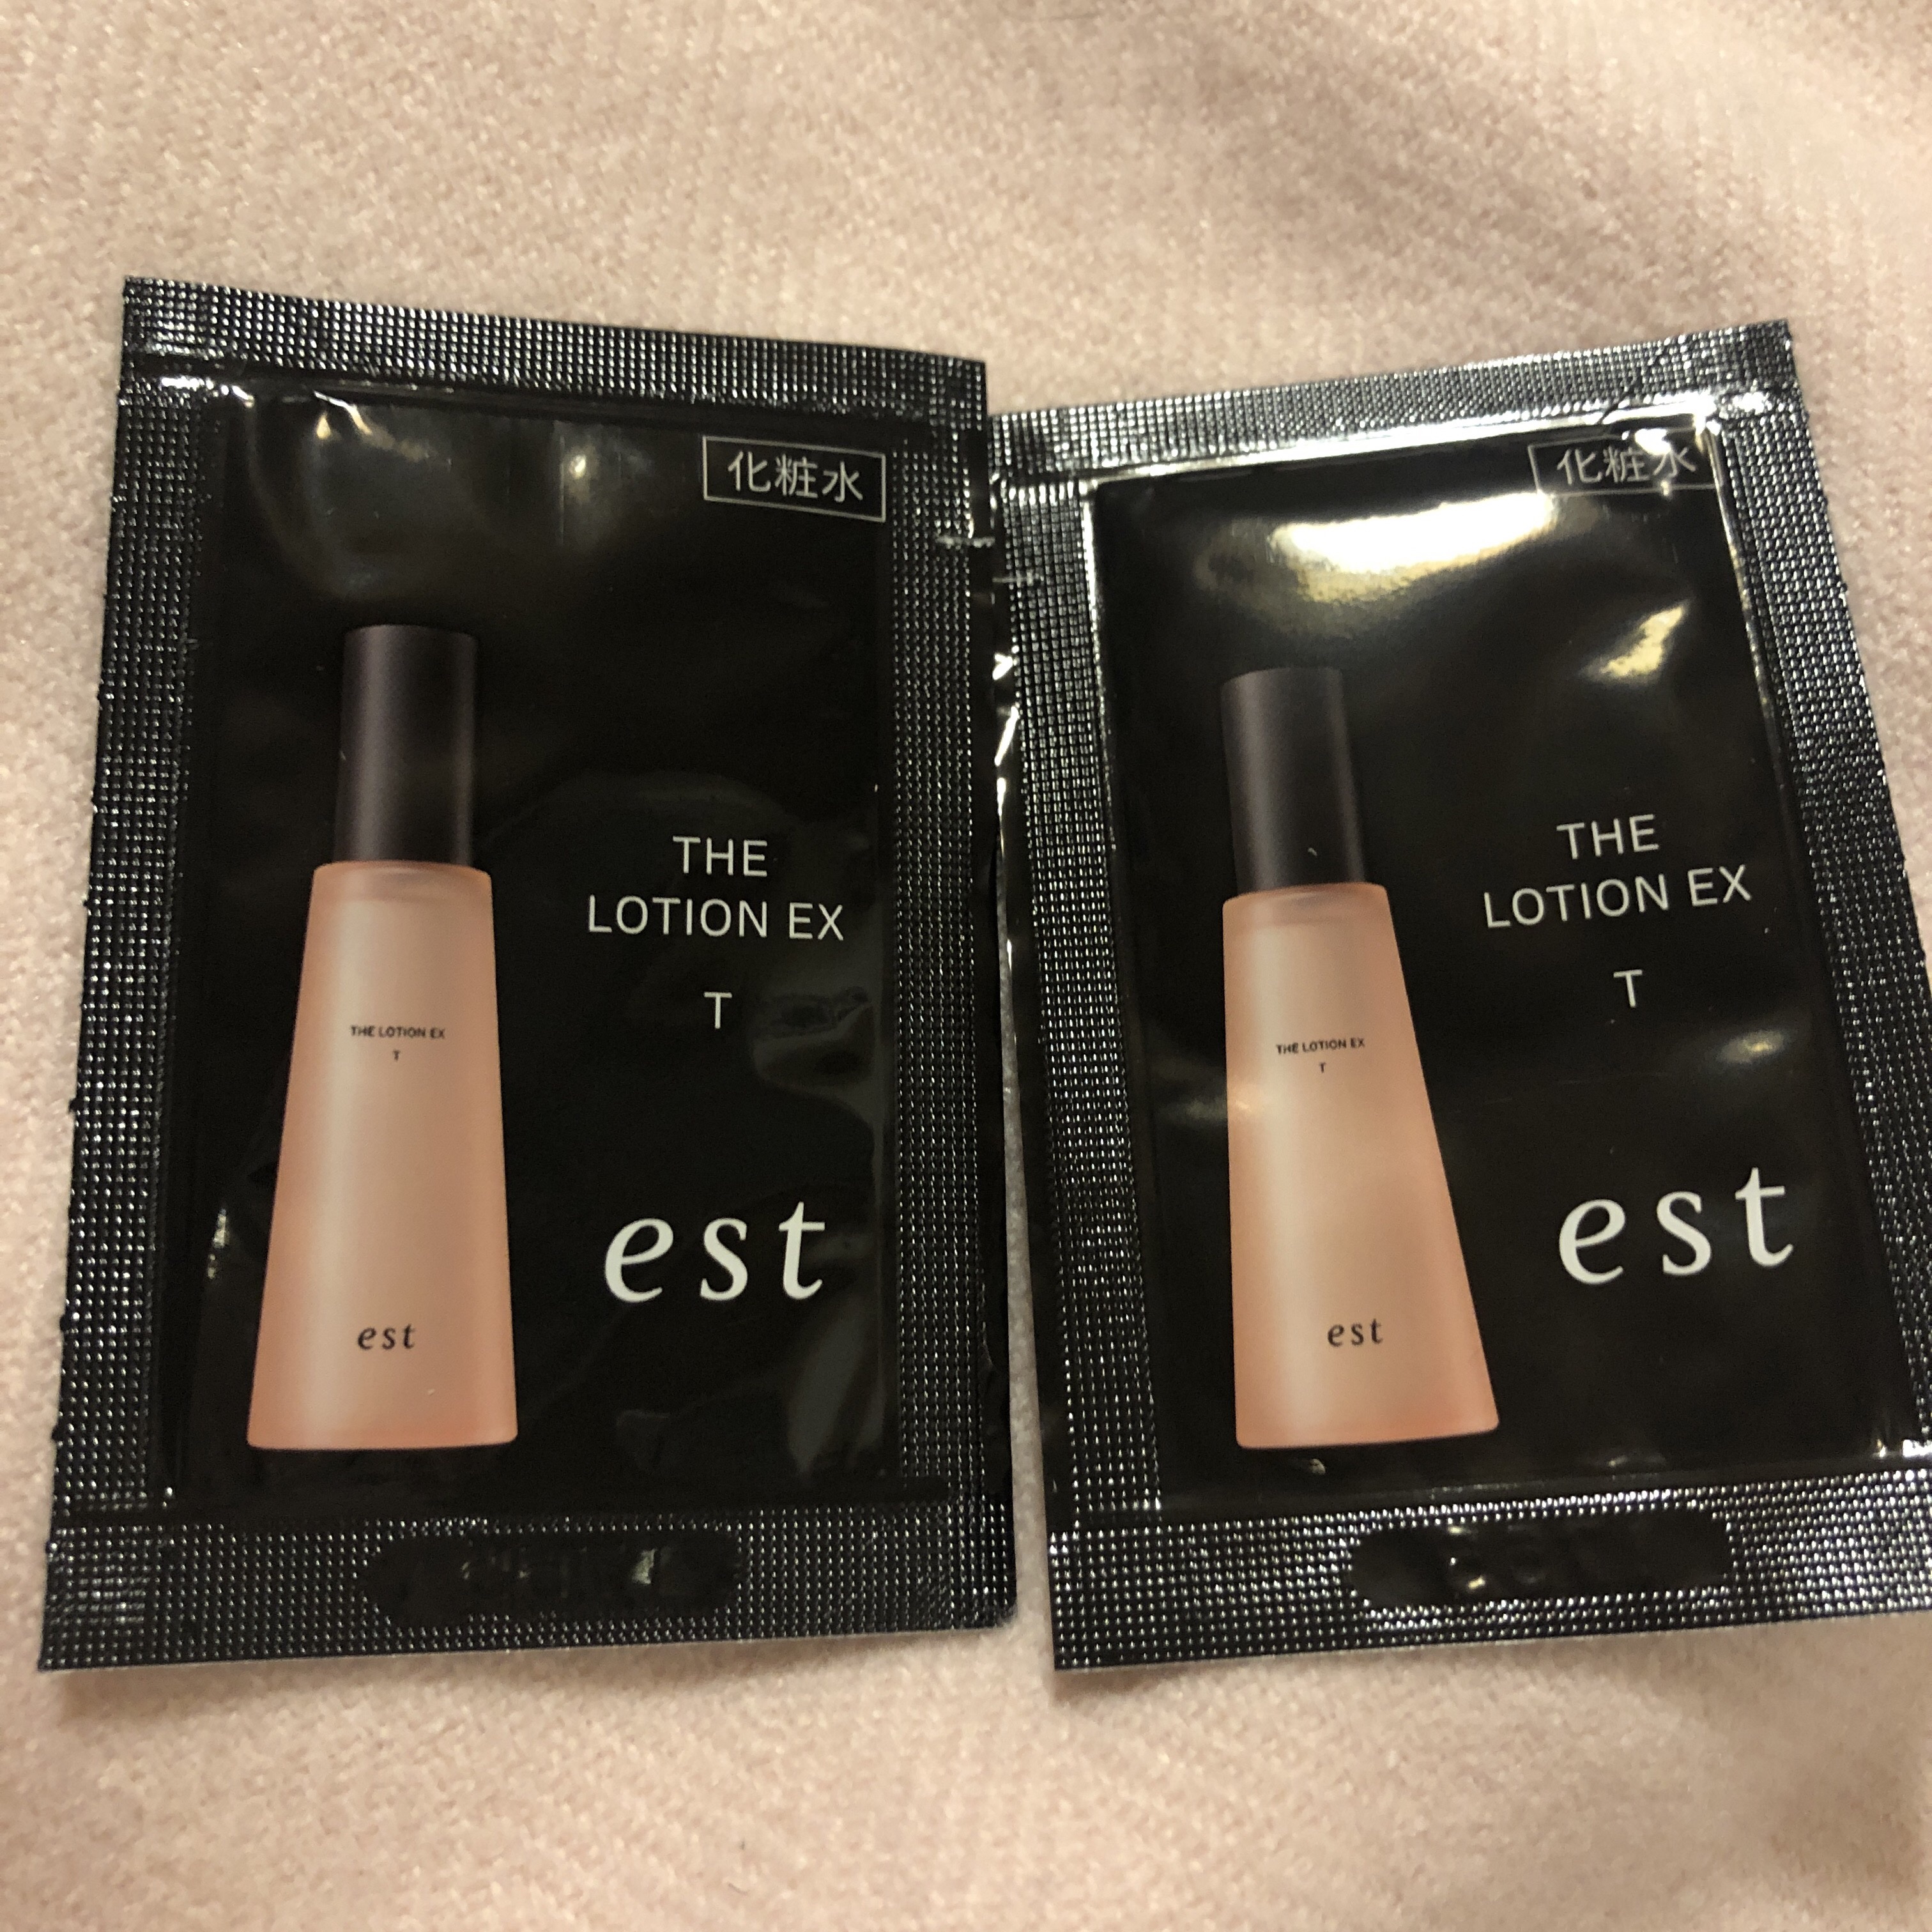 化粧水
THE
LOTION EX
T
THE LOTION EX
T
est
est
化粧水
THE
LOTION EX
T
THE LOTION EX
T
est
est